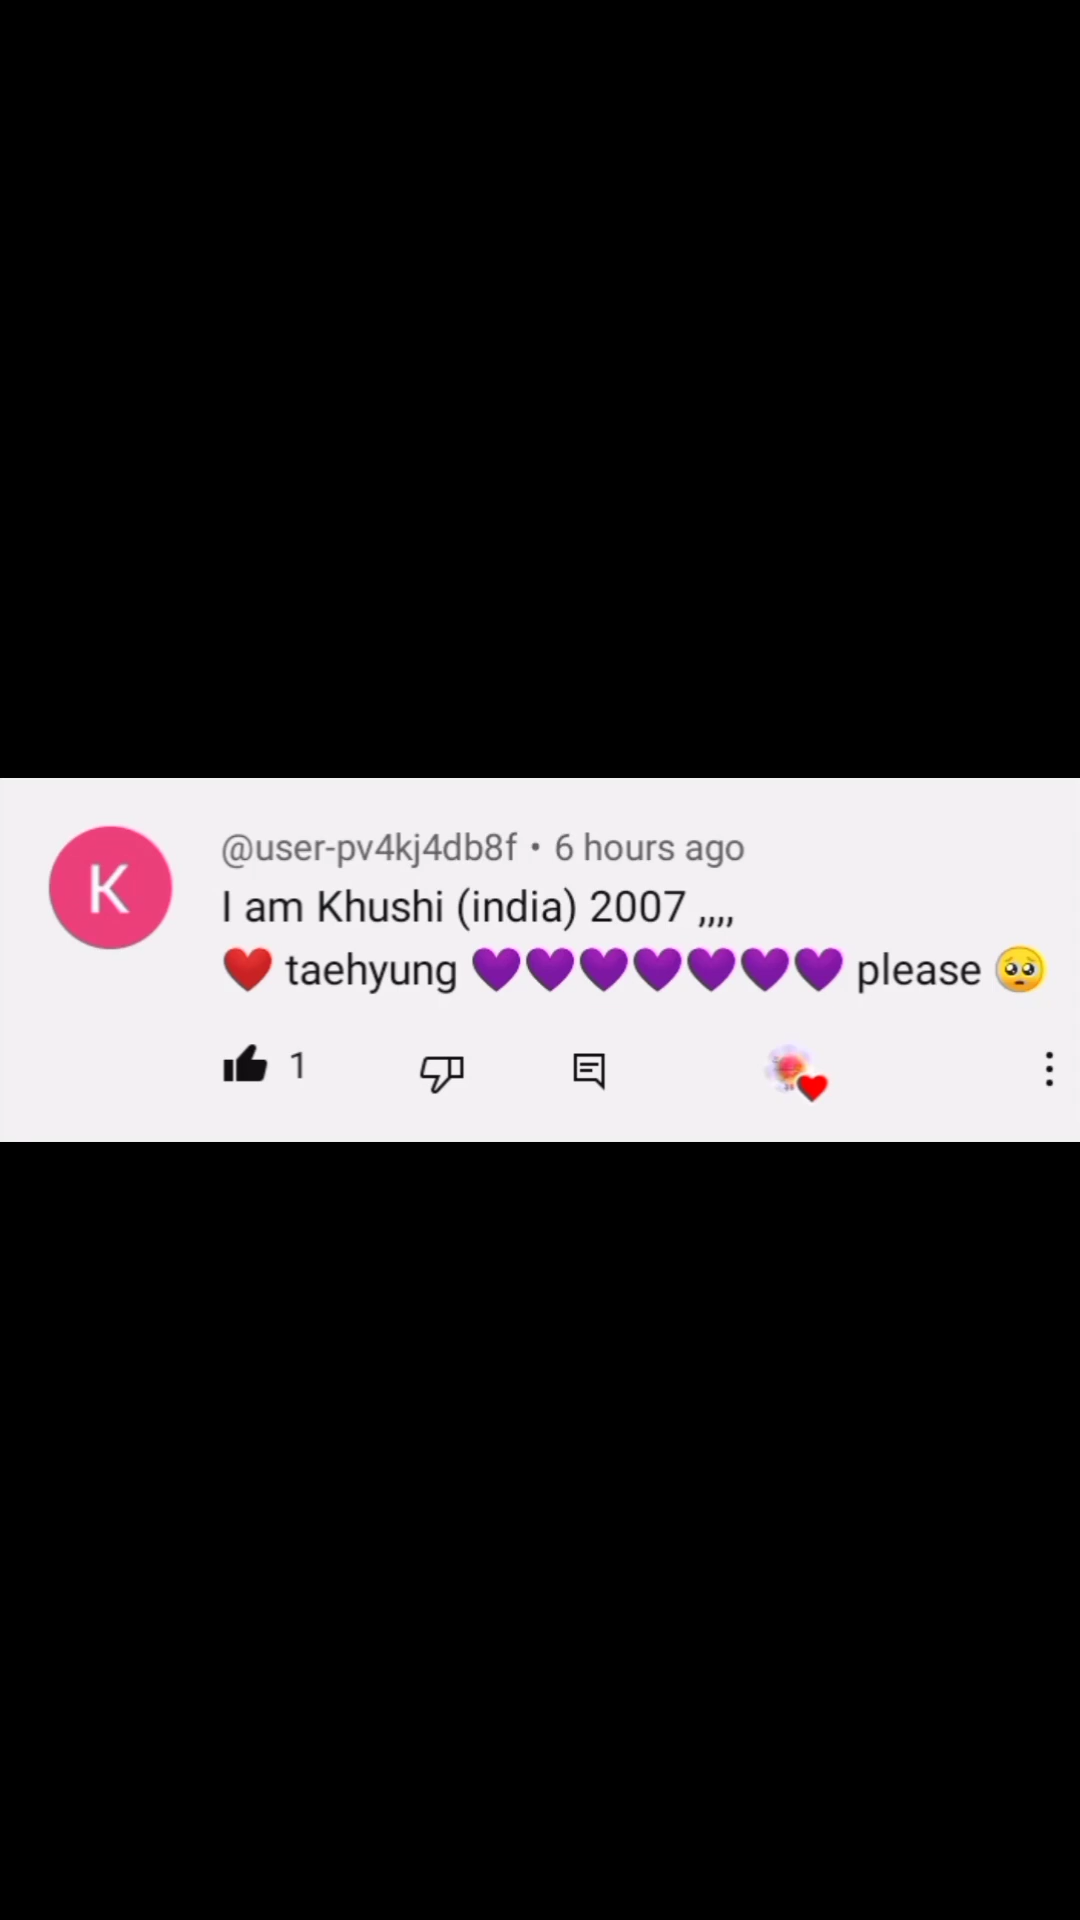 K
@user-pv4kj4db8f • 6 hours ago
I am Khushi (india) 2007 ,,,,
❤️ taehyung 💜💜💜💜💜💜💜 please 🥺
1